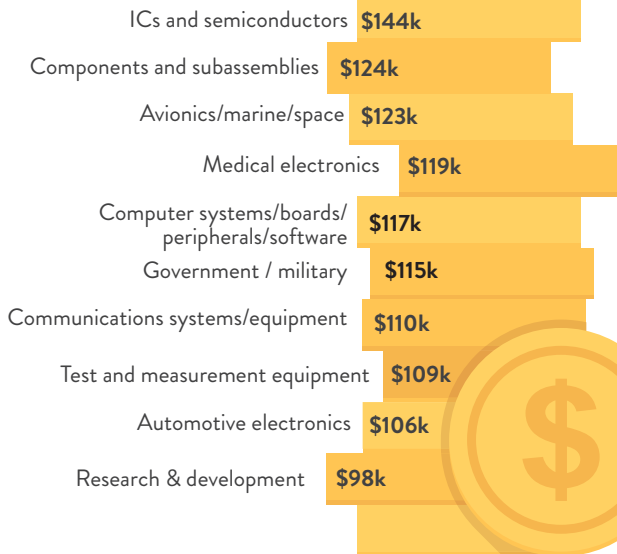 ICs and semiconductors $144k
Components and subassemblies $124k
Avionics/marine/space $123k
Medical electronics $119k
Computer systems/boards/
peripherals/software $117k
Government / military $115k
Communications systems/equipment $110k
Test and measurement equipment $109k
Automotive electronics $106k
Research & development $98k
$